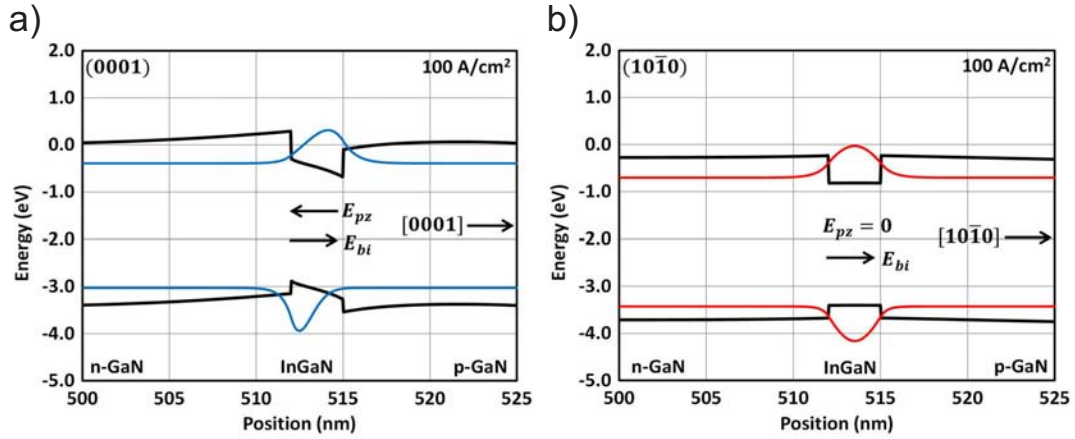 a)
(0001)
100 A/cm²
2.0
1.0
0.0
-1.0
-2.0
-3.0
-4.0
-5.0
Energy (eV)
E_pz
E_bi
[0001]
n-GaN
InGaN
p-GaN
500
505
510
515
520
525
Position (nm)
b)
(101̄0)
100 A/cm²
2.0
1.0
0.0
-1.0
-2.0
-3.0
-4.0
-5.0
Energy (eV)
E_pz = 0
E_bi
[101̄0]
n-GaN
InGaN
p-GaN
500
505
510
515
520
525
Position (nm)